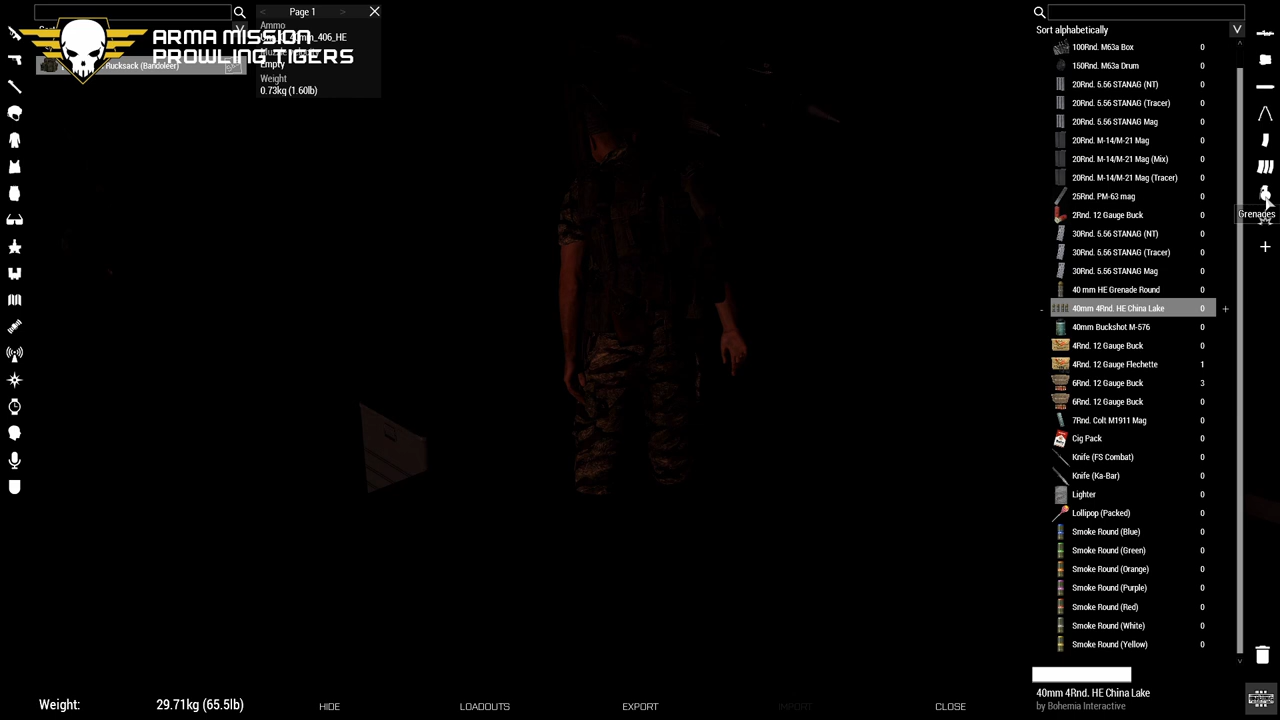 Page 1
Sort alphabetically
ARMA MISSION
PROWLING TIGERS
Rucksack (Bandoleer)
Ammo
_406_HE
Empty
Weight
0.73kg (1.60lb)
100Rnd. M63a Box 0
150Rnd. M63a Drum 0
20Rnd. 5.56 STANAG (NT) 0
20Rnd. 5.56 STANAG (Tracer) 0
20Rnd. 5.56 STANAG Mag 0
20Rnd. M-14/M-21 Mag 0
20Rnd. M-14/M-21 Mag (Mix) 0
20Rnd. M-14/M-21 Mag (Tracer) 0
25Rnd. PM-63 mag 0
2Rnd. 12 Gauge Buck 0
Grenades
30Rnd. 5.56 STANAG (NT) 0
30Rnd. 5.56 STANAG (Tracer) 0
30Rnd. 5.56 STANAG Mag 0
40 mm HE Grenade Round 0
- 40mm 4Rnd. HE China Lake 0 +
40mm Buckshot M-576 0
4Rnd. 12 Gauge Buck 0
4Rnd. 12 Gauge Flechette 1
6Rnd. 12 Gauge Buck 3
6Rnd. 12 Gauge Buck 0
7Rnd. Colt M1911 Mag 0
Cig Pack 0
Knife (FS Combat) 0
Knife (Ka-Bar) 0
Lighter 0
Lollipop (Packed) 0
Smoke Round (Blue) 0
Smoke Round (Green) 0
Smoke Round (Orange) 0
Smoke Round (Purple) 0
Smoke Round (Red) 0
Smoke Round (White) 0
Smoke Round (Yellow) 0
40mm 4Rnd. HE China Lake
by Bohemia Interactive
Weight: 29.71kg (65.5lb)
HIDE
LOADOUTS
EXPORT
IMPORT
CLOSE